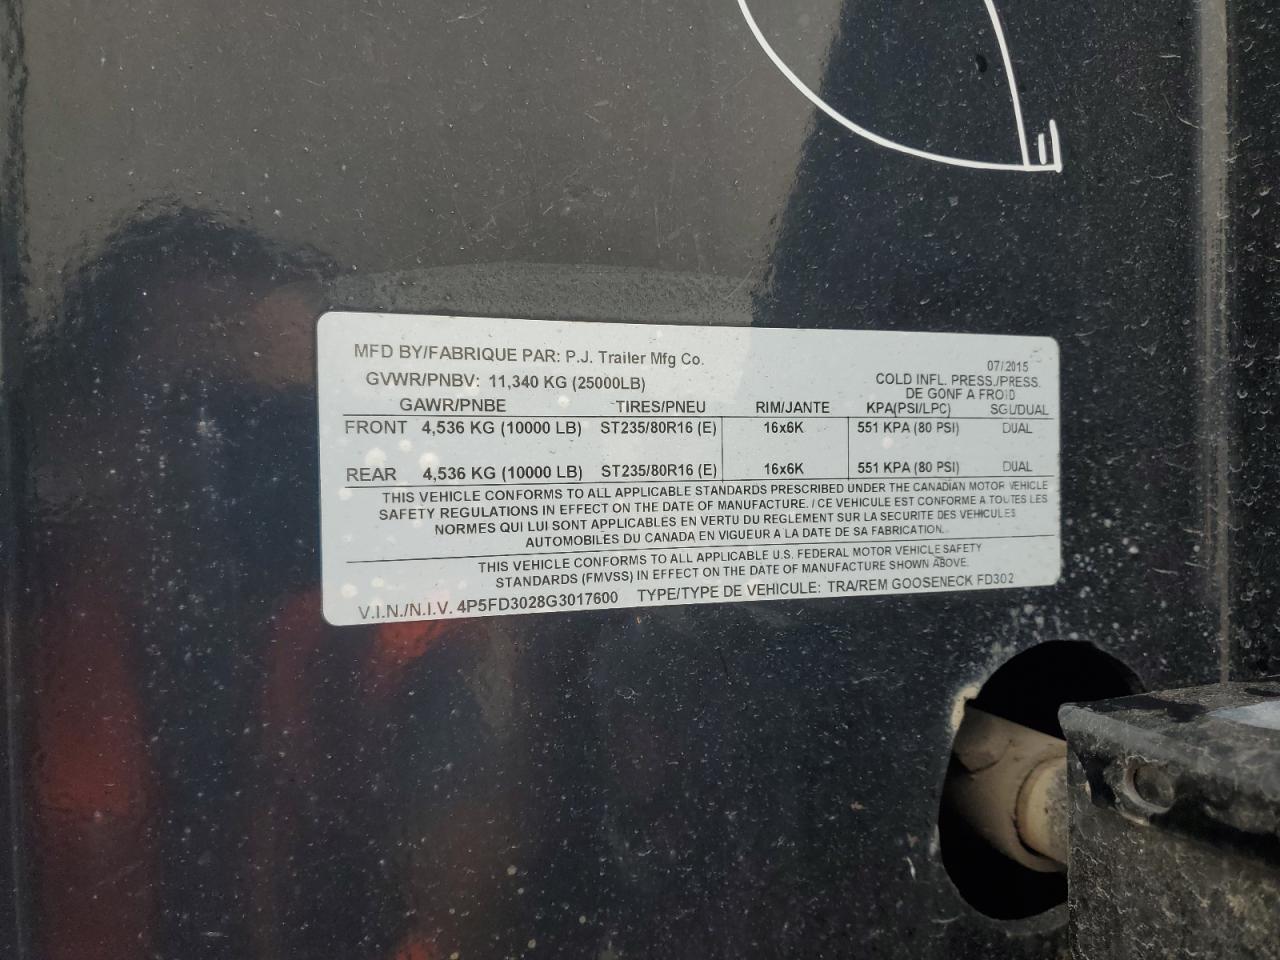 MFD BY/FABRIQUE PAR: P.J. Trailer Mfg Co.
07/2015
GVWR/PNBV: 11,340 KG (25000LB)
COLD INFL. PRESS./PRESS.
DE GONF A FROID
GAWR/PNBE TIRES/PNEU RIM/JANTE KPA(PSI/LPC) SGL/DUAL
FRONT 4,536 KG (10000 LB) ST235/80R16 (E) 16x6K 551 KPA (80 PSI) DUAL
REAR 4,536 KG (10000 LB) ST235/80R16 (E) 16x6K 551 KPA (80 PSI) DUAL
THIS VEHICLE CONFORMS TO ALL APPLICABLE STANDARDS PRESCRIBED UNDER THE CANADIAN MOTOR VEHICLE
SAFETY REGULATIONS IN EFFECT ON THE DATE OF MANUFACTURE. / CE VEHICULE EST CONFORME A TOUTES LES
NORMES QUI LUI SONT APPLICABLES EN VERTU DU REGLEMENT SUR LA SECURITE DES VEHICULES
AUTOMOBILES DU CANADA EN VIGUEUR A LA DATE DE SA FABRICATION.
THIS VEHICLE CONFORMS TO ALL APPLICABLE U.S. FEDERAL MOTOR VEHICLE SAFETY
STANDARDS (FMVSS) IN EFFECT ON THE DATE OF MANUFACTURE SHOWN ABOVE.
V.I.N./N.I.V. 4P5FD3028G3017600 TYPE/TYPE DE VEHICULE: TRA/REM GOOSENECK FD302